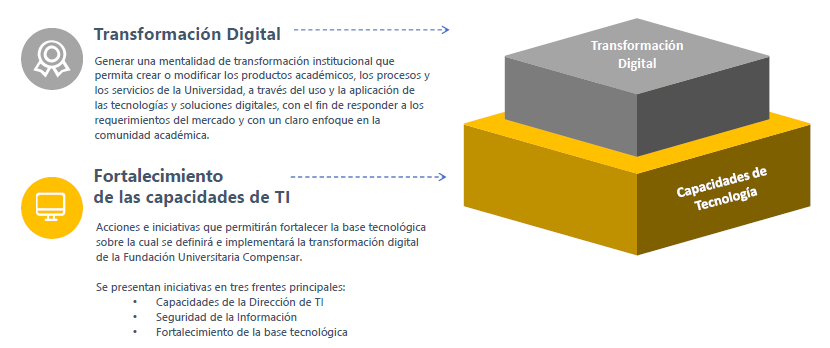 Transformación Digital
Generar una mentalidad de transformación institucional que
permita crear o modificar los productos académicos, los procesos y
los servicios de la Universidad, a través del uso y la aplicación de
las tecnologías y soluciones digitales, con el fin de responder a los
requerimientos del mercado y con un claro enfoque en la
comunidad académica.
Fortalecimiento
de las capacidades de TI
Acciones e iniciativas que permitirán fortalecer la base tecnológica
sobre la cual se definirá e implementará la transformación digital
de la Fundación Universitaria Compensar.
Se presentan iniciativas en tres frentes principales:
• Capacidades de la Dirección de TI
• Seguridad de la Información
• Fortalecimiento de la base tecnológica
Transformación
Digital
Capacidades de
Tecnología